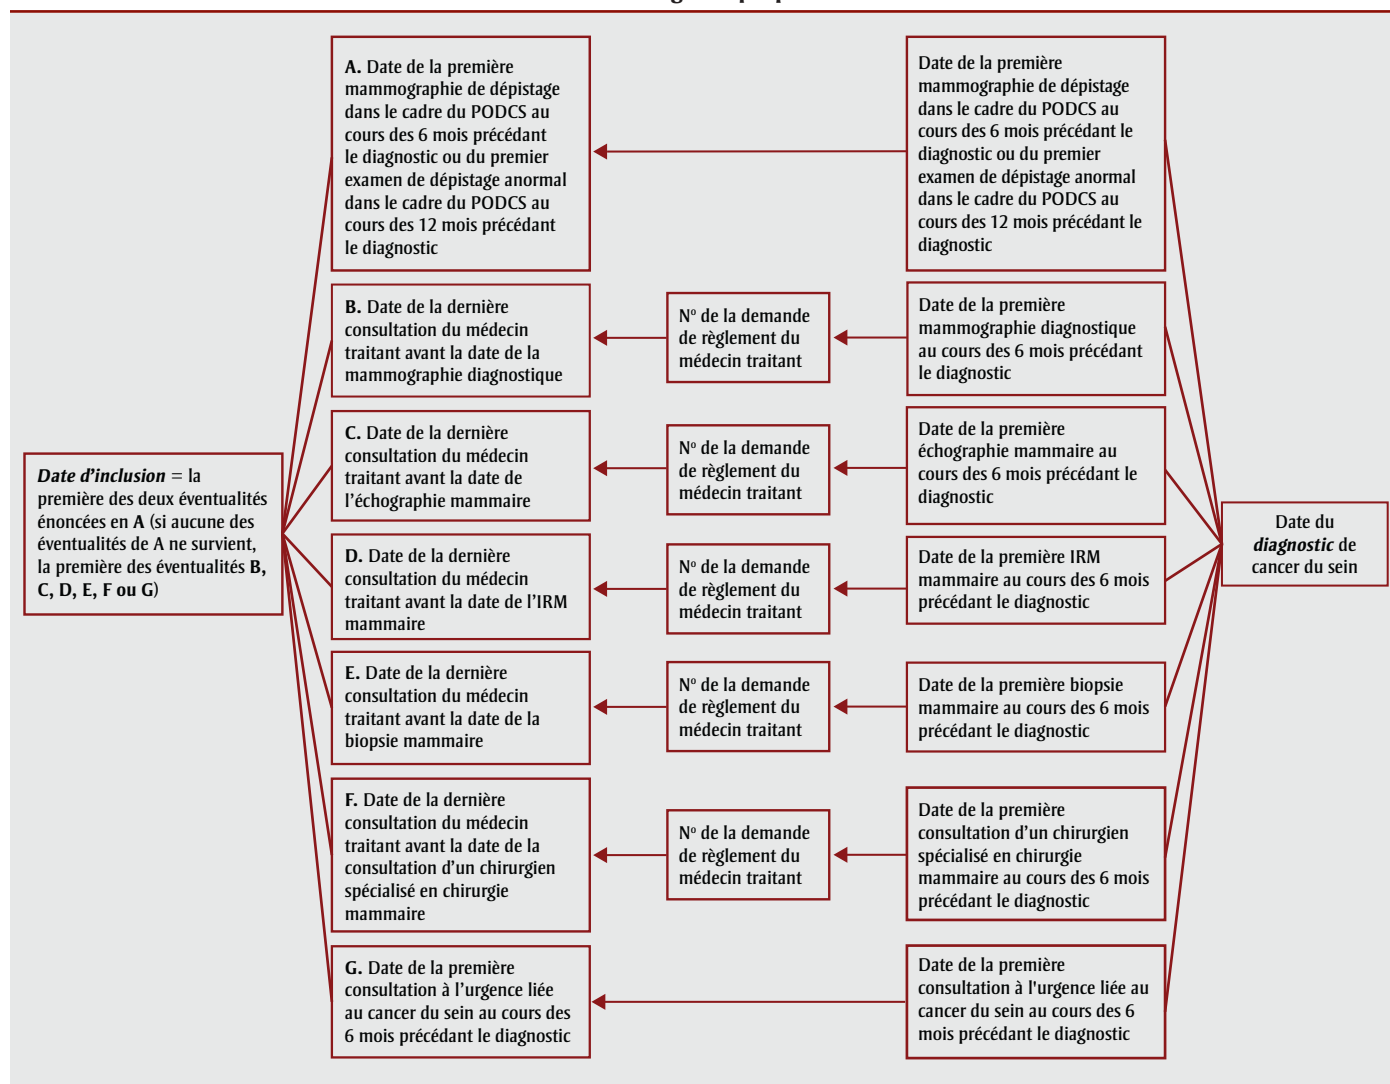 A. Date de la première
mammographie de dépistage
dans le cadre du PODCS au
cours des 6 mois précédant
le diagnostic ou du premier
examen de dépistage anormal
dans le cadre du PODCS au
cours des 12 mois précédant
le diagnostic
Date de la première
mammographie de dépistage
dans le cadre du PODCS au
cours des 6 mois précédant le
diagnostic ou du premier
examen de dépistage anormal
dans le cadre du PODCS au
cours des 12 mois précédant le
diagnostic
B. Date de la dernière
consultation du médecin
traitant avant la date de la
mammographie diagnostique
Nº de la demande
de règlement du
médecin traitant
Date de la première
mammographie diagnostique
au cours des 6 mois précédant
le diagnostic
C. Date de la dernière
consultation du médecin
traitant avant la date de
l'échographie mammaire
Nº de la demande
de règlement du
médecin traitant
Date de la première
échographie mammaire au
cours des 6 mois précédant le
diagnostic
Date d'inclusion = la
première des deux éventualités
énoncées en A (si aucune des
éventualités de A ne survient,
la première des éventualités B,
C, D, E, F ou G)
D. Date de la dernière
consultation du médecin
traitant avant la date de l'IRM
mammaire
Nº de la demande
de règlement du
médecin traitant
Date de la première IRM
mammaire au cours des 6 mois
précédant le diagnostic
Date du
diagnostic de
cancer du sein
E. Date de la dernière
consultation du médecin
traitant avant la date de la
biopsie mammaire
Nº de la demande
de règlement du
médecin traitant
Date de la première biopsie
mammaire au cours des 6 mois
précédant le diagnostic
F. Date de la dernière
consultation du médecin
traitant avant la date de la
consultation d'un chirurgien
spécialisé en chirurgie
mammaire
Nº de la demande
de règlement du
médecin traitant
Date de la première
consultation d'un chirurgien
spécialisé en chirurgie
mammaire au cours des 6 mois
précédant le diagnostic
G. Date de la première
consultation à l'urgence liée
au cancer du sein au cours des
6 mois précédant le diagnostic
Date de la première
consultation à l'urgence liée au
cancer du sein au cours des 6
mois précédant le diagnostic